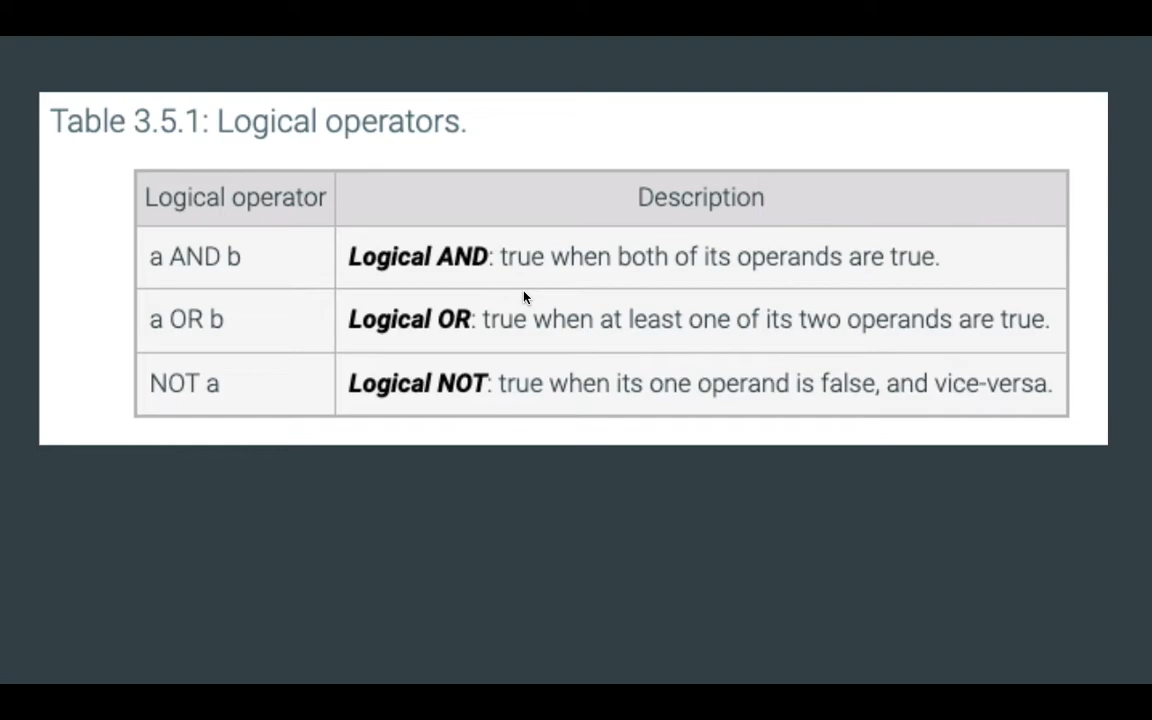 Table 3.5.1: Logical operators.
Logical operator Description
a AND b Logical AND: true when both of its operands are true.
a OR b Logical OR: true when at least one of its two operands are true.
NOT a Logical NOT: true when its one operand is false, and vice-versa.